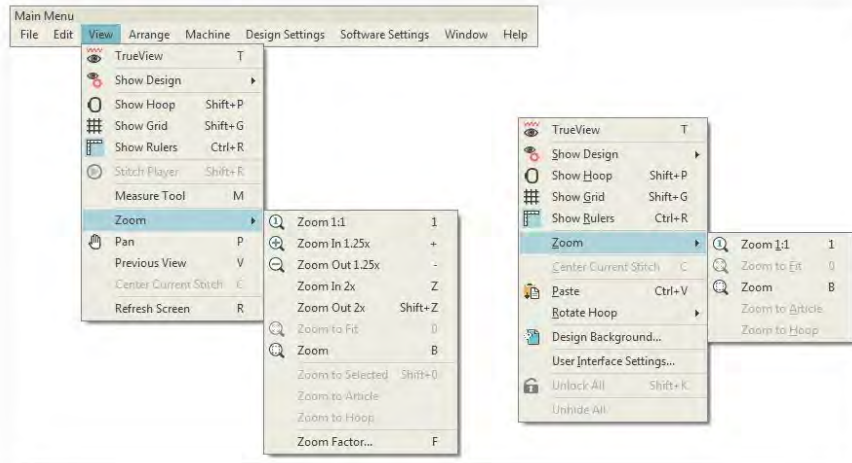 Main Menu
File Edit View Arrange Machine Design Settings Software Settings Window Help
TrueView T
Show Design
Show Hoop Shift+P
Show Grid Shift+G
Show Rulers Ctrl+R
Stitch Player Shift+R
Measure Tool M
Zoom
Pan P
Previous View V
Center Current Stitch C
Refresh Screen R
Zoom 1:1 1
Zoom In 1.25x +
Zoom Out 1.25x -
Zoom In 2x Z
Zoom Out 2x Shift+Z
Zoom to Fit 0
Zoom B
Zoom to Selected Shift+0
Zoom to Article
Zoom to Hoop
Zoom Factor... F
TrueView T
Show Design
Show Hoop Shift+P
Show Grid Shift+G
Show Rulers Ctrl+R
Zoom
Center Current Stitch C
Paste Ctrl+V
Rotate Hoop
Design Background...
User Interface Settings...
Unlock All Shift+K
Unhide All
Zoom 1:1 1
Zoom to Fit 0
Zoom B
Zoom to Article
Zoom to Hoop